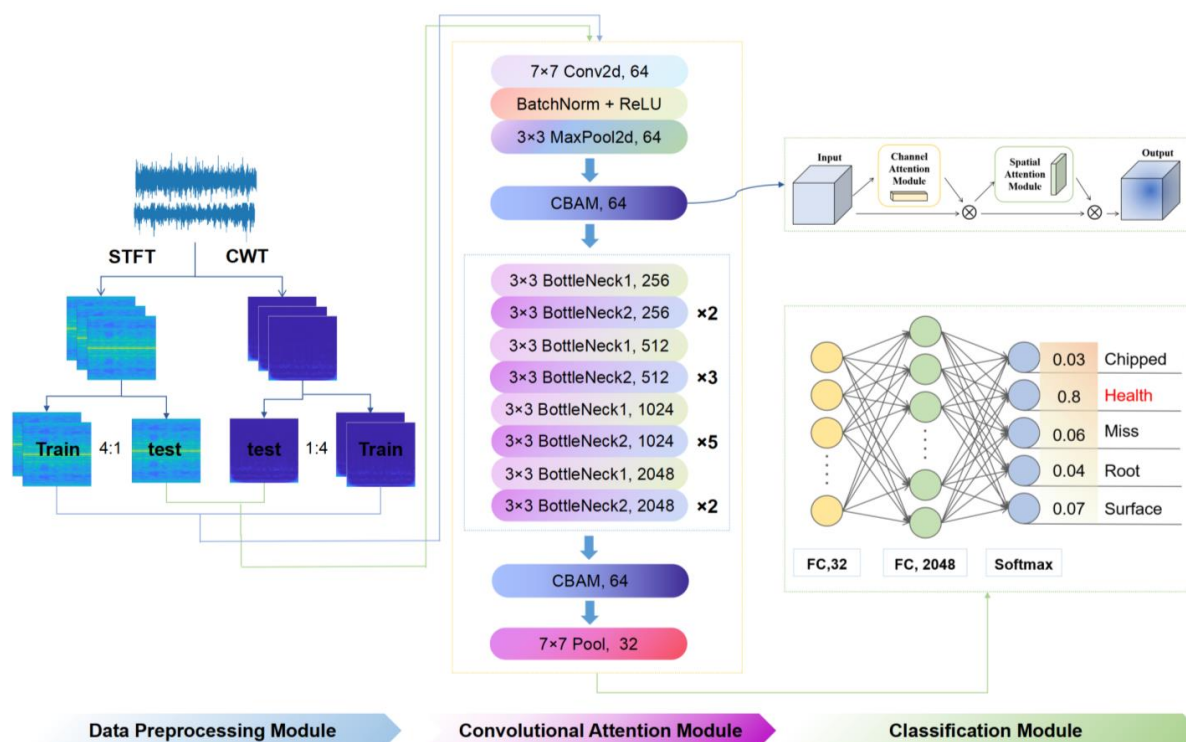 STFT
CWT
Train
4:1
test
test
1:4
Train
7×7 Conv2d, 64
BatchNorm + ReLU
3×3 MaxPool2d, 64
CBAM, 64
3×3 BottleNeck1, 256
3×3 BottleNeck2, 256 ×2
3×3 BottleNeck1, 512
3×3 BottleNeck2, 512 ×3
3×3 BottleNeck1, 1024
3×3 BottleNeck2, 1024 ×5
3×3 BottleNeck1, 2048
3×3 BottleNeck2, 2048 ×2
CBAM, 64
7×7 Pool, 32
Input
Channel
Attention
Module
Spatial
Attention
Module
Output
0.03 Chipped
0.8 Health
0.06 Miss
0.04 Root
0.07 Surface
FC,32
FC, 2048
Softmax
Data Preprocessing Module
Convolutional Attention Module
Classification Module